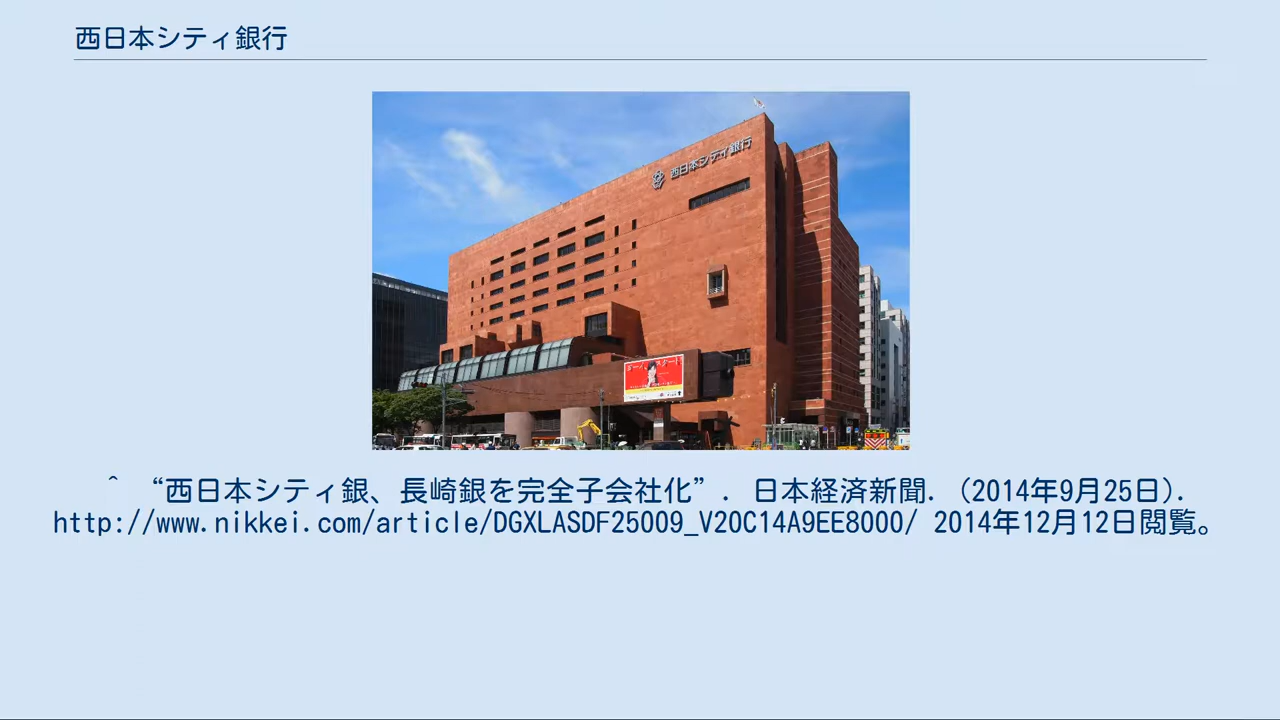 西日本シティ銀行
西日本シティ銀行
^ “西日本シティ銀、長崎銀を完全子会社化”. 日本経済新聞. (2014年9月25日).
http://www.nikkei.com/article/DGXLASDF25009_V20C14A9EE8000/ 2014年12月12日閲覧。